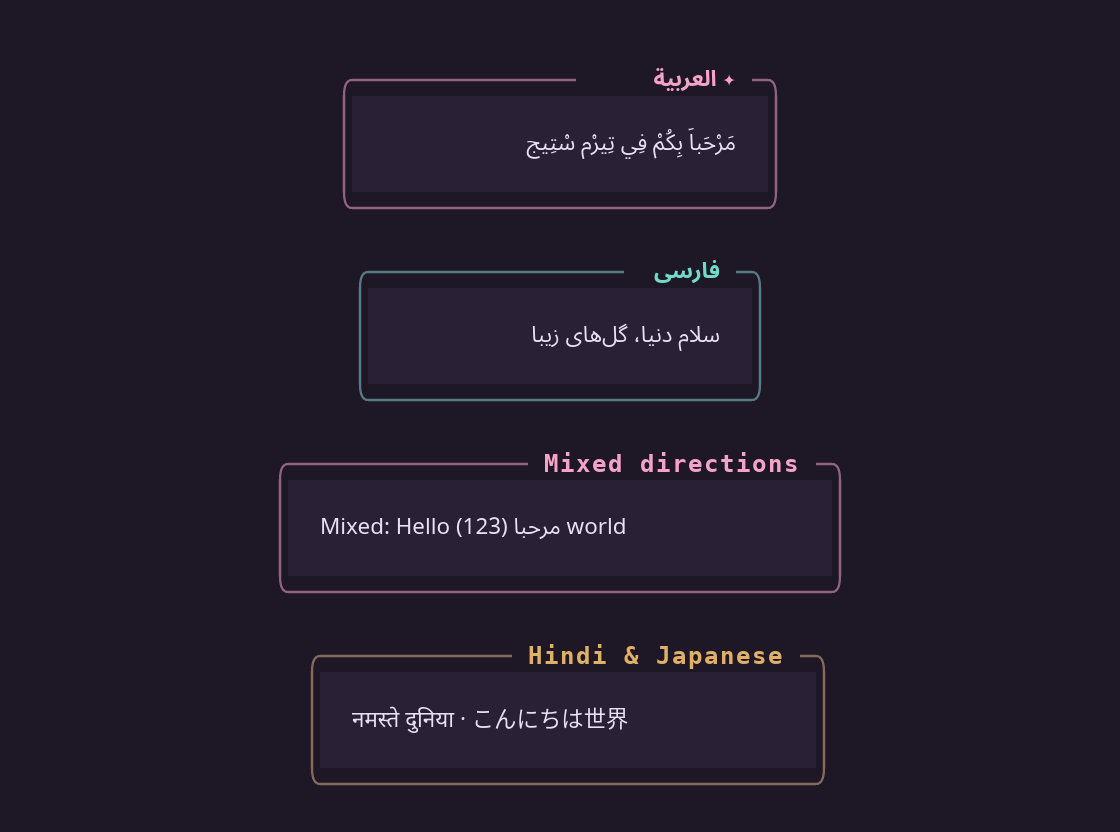 ✦ العربية
مَرْحَباَ بِكُمْ فِي تِيرْم سْتِيج
فارسی
سلام دنیا، گل‌های زیبا
Mixed directions
Mixed: Hello (123) مرحبا world
Hindi & Japanese
नमस्ते दुनिया · こんにちは世界